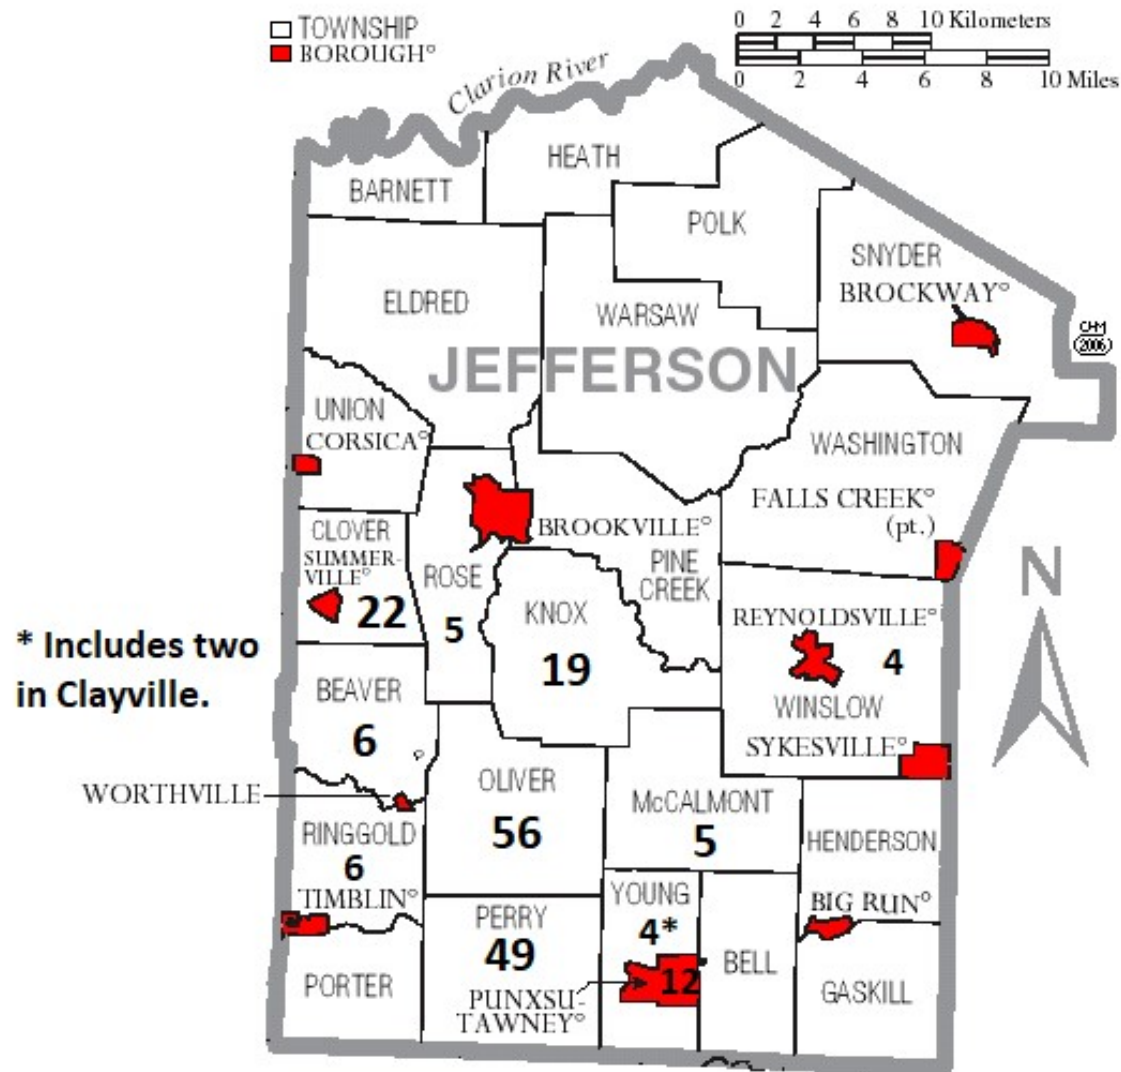 TOWNSHIP
BOROUGH°
0 2 4 6 8 10 Kilometers
0 2 4 6 8 10 Miles
Clarion River
HEATH
BARNETT
POLK
SNYDER
BROCKWAY°
ELDRED
WARSAW
CHM
2006
JEFFERSON
UNION
CORSICA°
WASHINGTON
FALLS CREEK°
(pt.)
CLOVER
SUMMER-
VILLE°
22
BROOKVILLE°
ROSE
5
PINE
CREEK
KNOX
19
N
REYNOLDSVILLE°
4
WINSLOW
SYKESVILLE°
* Includes two
in Clayville.
BEAVER
6
°
WORTHVILLE
OLIVER
56
McCALMONT
5
HENDERSON
RINGGOLD
6
TIMBLIN°
YOUNG
4*
BIG RUN°
PERRY
49
12
PUNXSU-
TAWNEY°
BELL
PORTER
GASKILL